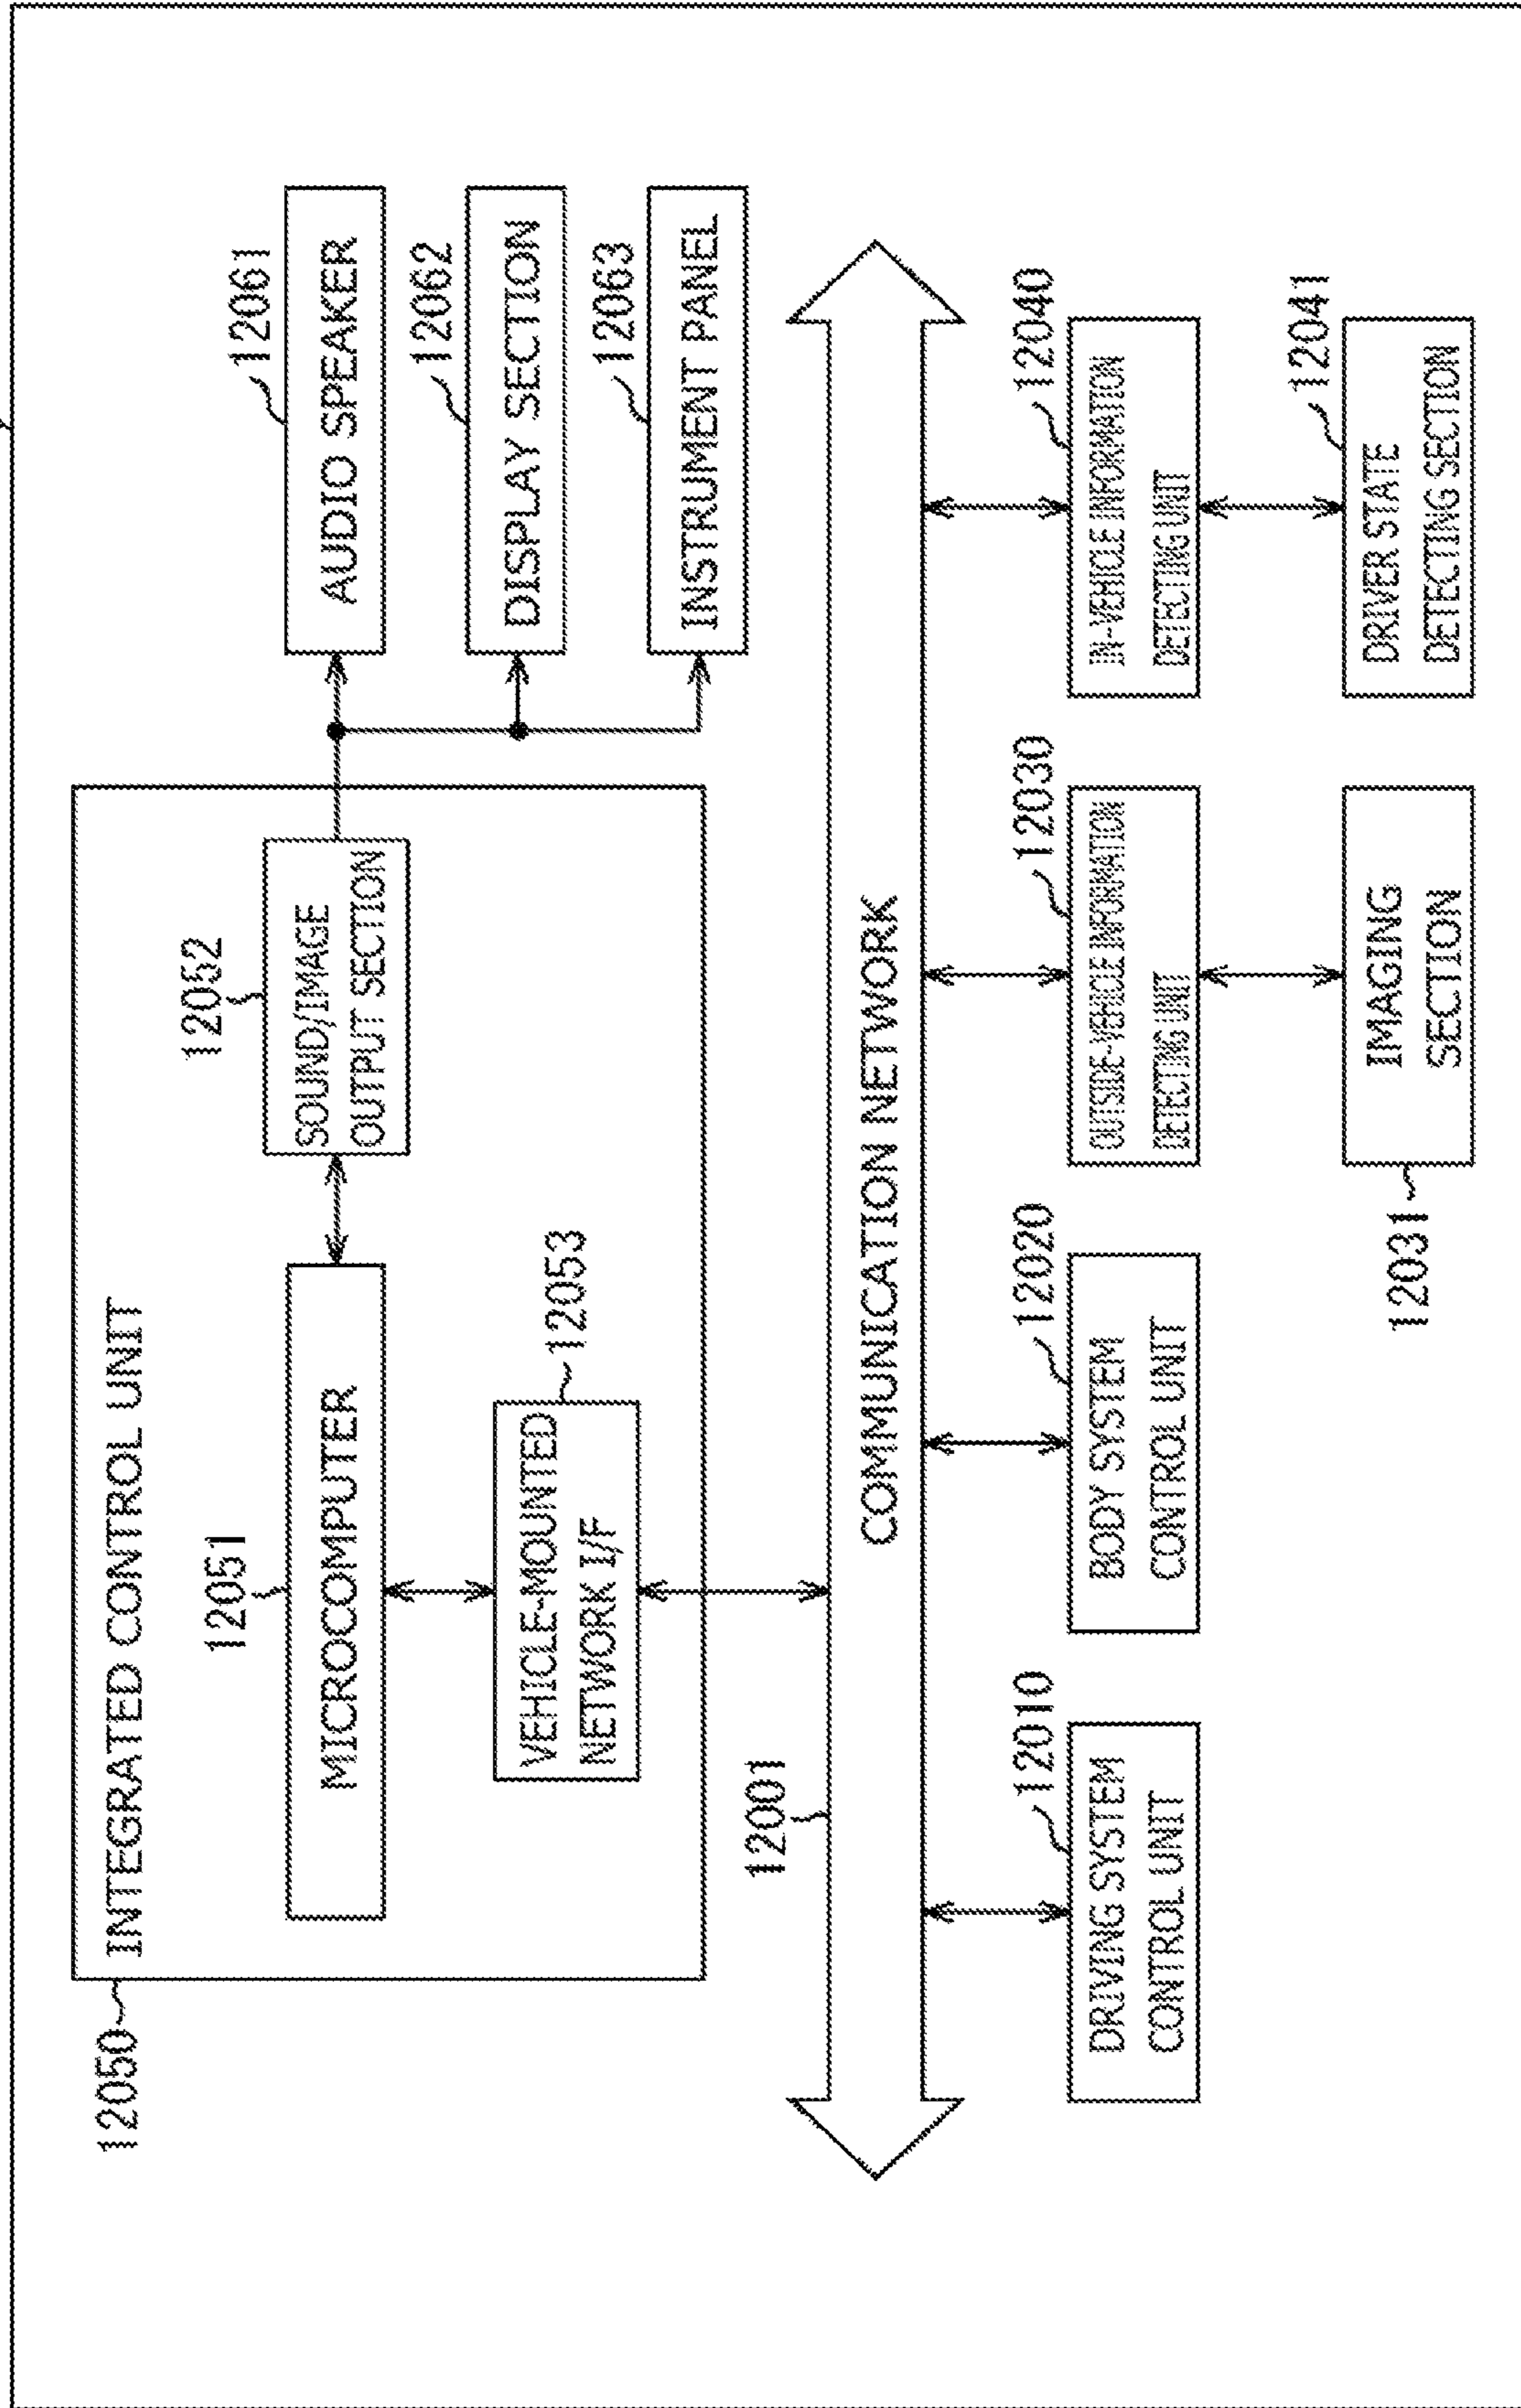 12050
INTEGRATED CONTROL UNIT
12051
MICROCOMPUTER
12052
SOUND/IMAGE
OUTPUT SECTION
12053
VEHICLE-MOUNTED
NETWORK I/F
12061
AUDIO SPEAKER
12062
DISPLAY SECTION
12063
INSTRUMENT PANEL
12001
COMMUNICATION NETWORK
12010
DRIVING SYSTEM
CONTROL UNIT
12020
BODY SYSTEM
CONTROL UNIT
12030
OUTSIDE-VEHICLE INFORMATION
DETECTING UNIT
12040
IN-VEHICLE INFORMATION
DETECTING UNIT
12031
IMAGING
SECTION
12041
DRIVER STATE
DETECTING SECTION